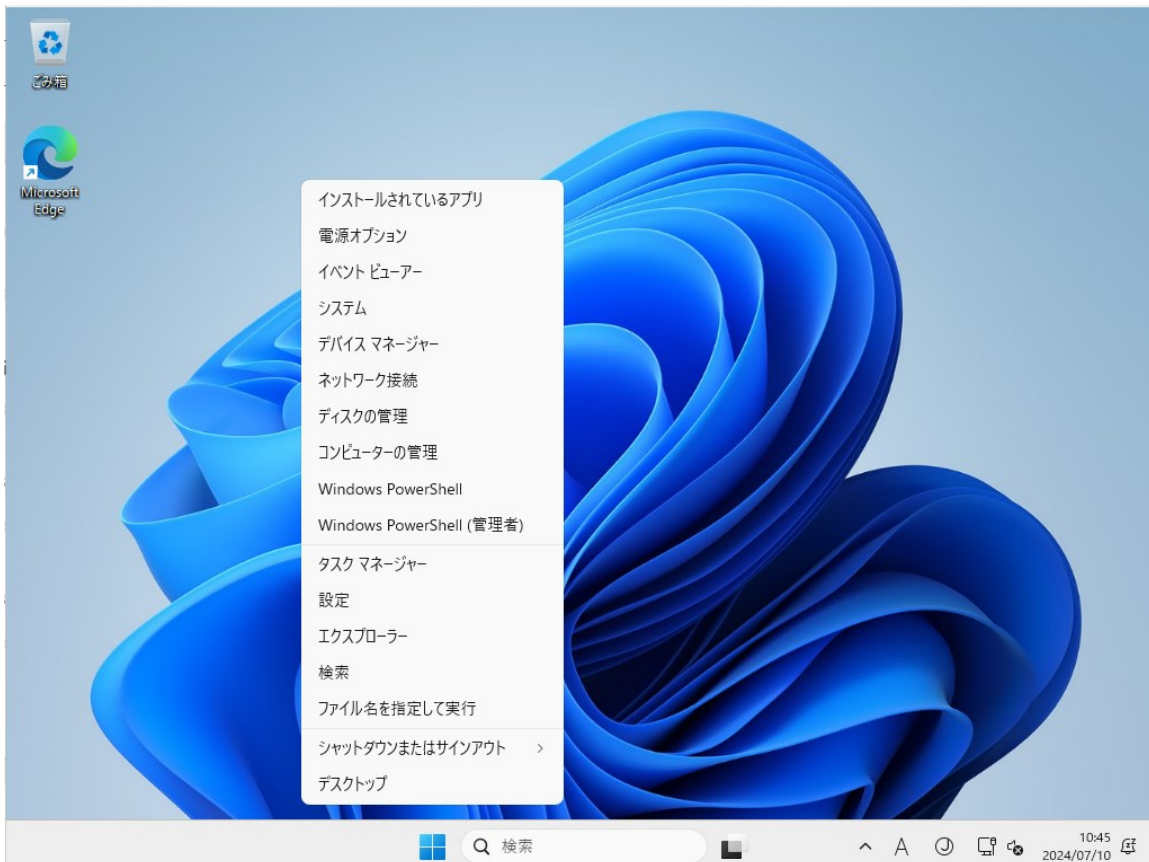 ごみ箱
Microsoft
Edge
インストールされているアプリ
電源オプション
イベント ビューアー
システム
デバイス マネージャー
ネットワーク接続
ディスクの管理
コンピューターの管理
Windows PowerShell
Windows PowerShell (管理者)
タスク マネージャー
設定
エクスプローラー
検索
ファイル名を指定して実行
シャットダウンまたはサインアウト
デスクトップ
検索
A
J
10:45
2024/07/10